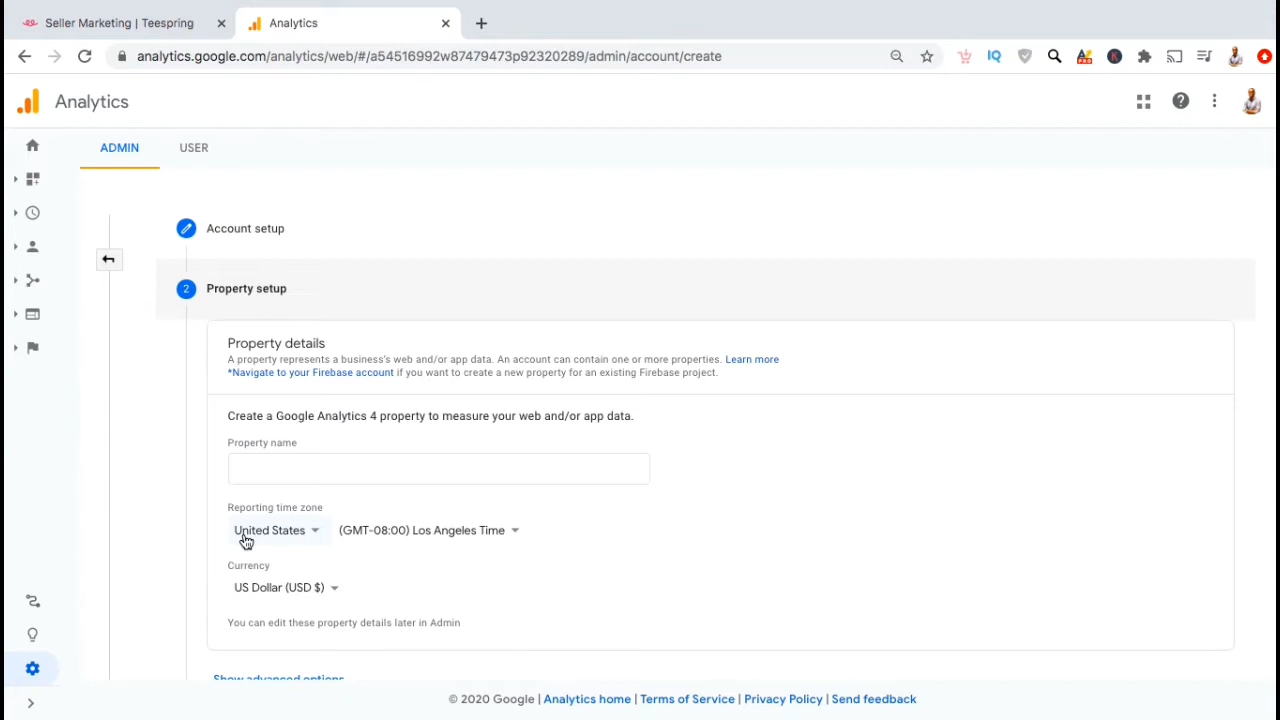 Seller Marketing | Teespring
Analytics
analytics.google.com/analytics/web/#/a54516992w87479473p92320289/admin/account/create
IQ
PRO
K
Analytics
ADMIN
USER
Account setup
2
Property setup
Property details
A property represents a business's web and/or app data. An account can contain one or more properties. Learn more
*Navigate to your Firebase account if you want to create a new property for an existing Firebase project.
Create a Google Analytics 4 property to measure your web and/or app data.
Property name
Reporting time zone
United States
(GMT-08:00) Los Angeles Time
Currency
US Dollar (USD $)
You can edit these property details later in Admin
Show advanced options
© 2020 Google | Analytics home | Terms of Service | Privacy Policy | Send feedback